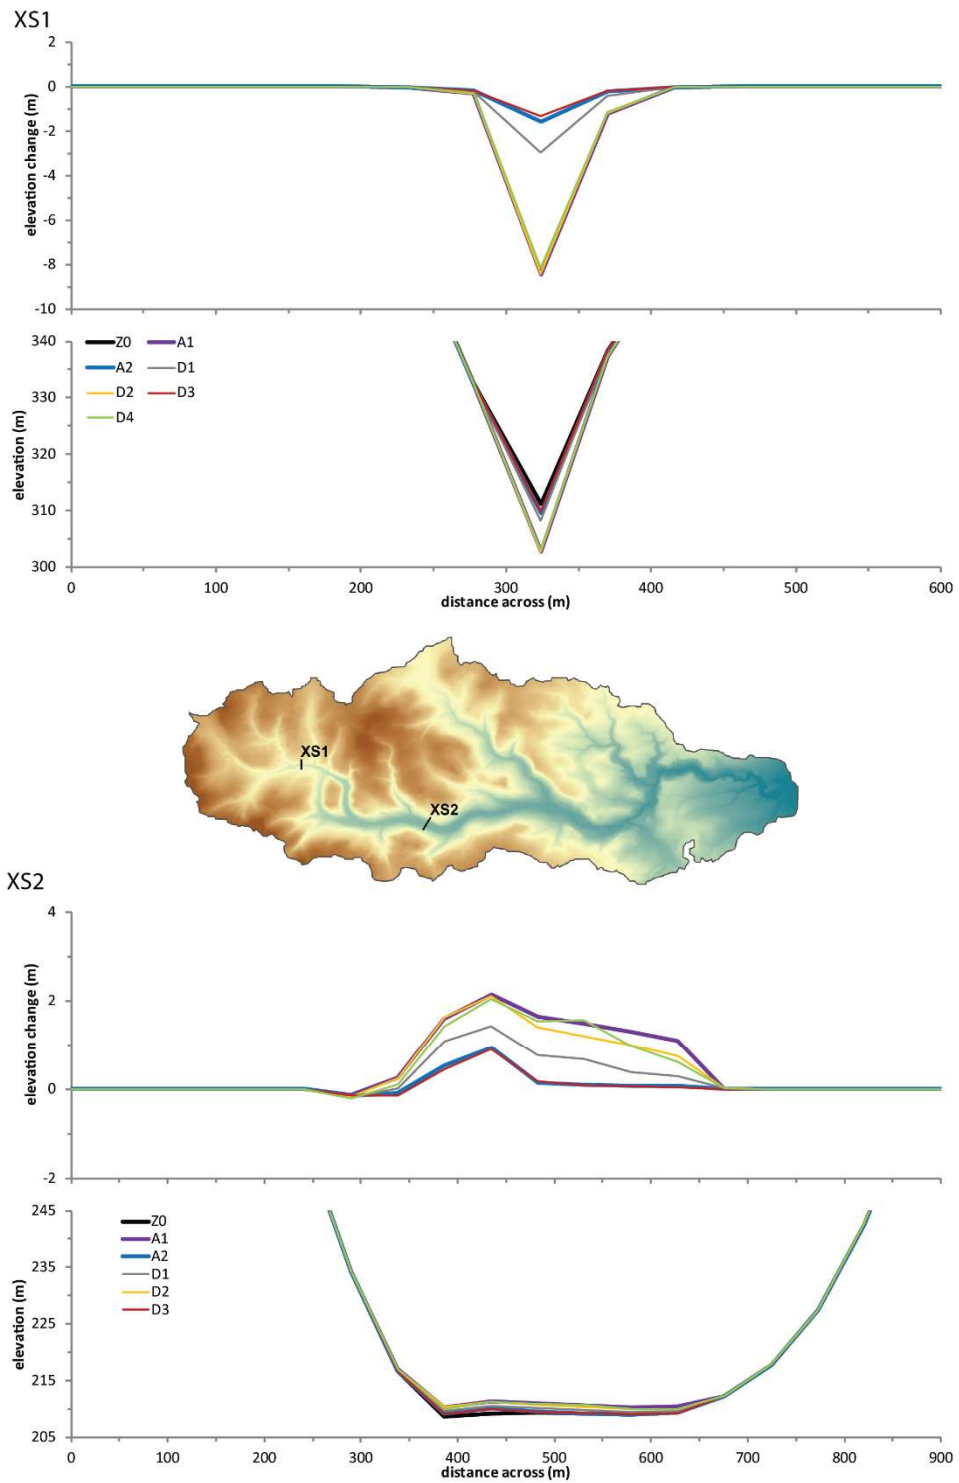 XS1
elevation change (m)
2
0
-2
-4
-6
-8
-10
elevation (m)
340
330
320
310
300
Z0 A1
A2 D1
D2 D3
D4
0 100 200 300 400 500 600
distance across (m)
XS1
XS2
XS2
elevation change (m)
4
2
0
-2
elevation (m)
245
235
225
215
205
Z0
A1
A2
D1
D2
D3
0 100 200 300 400 500 600 700 800 900
distance across (m)